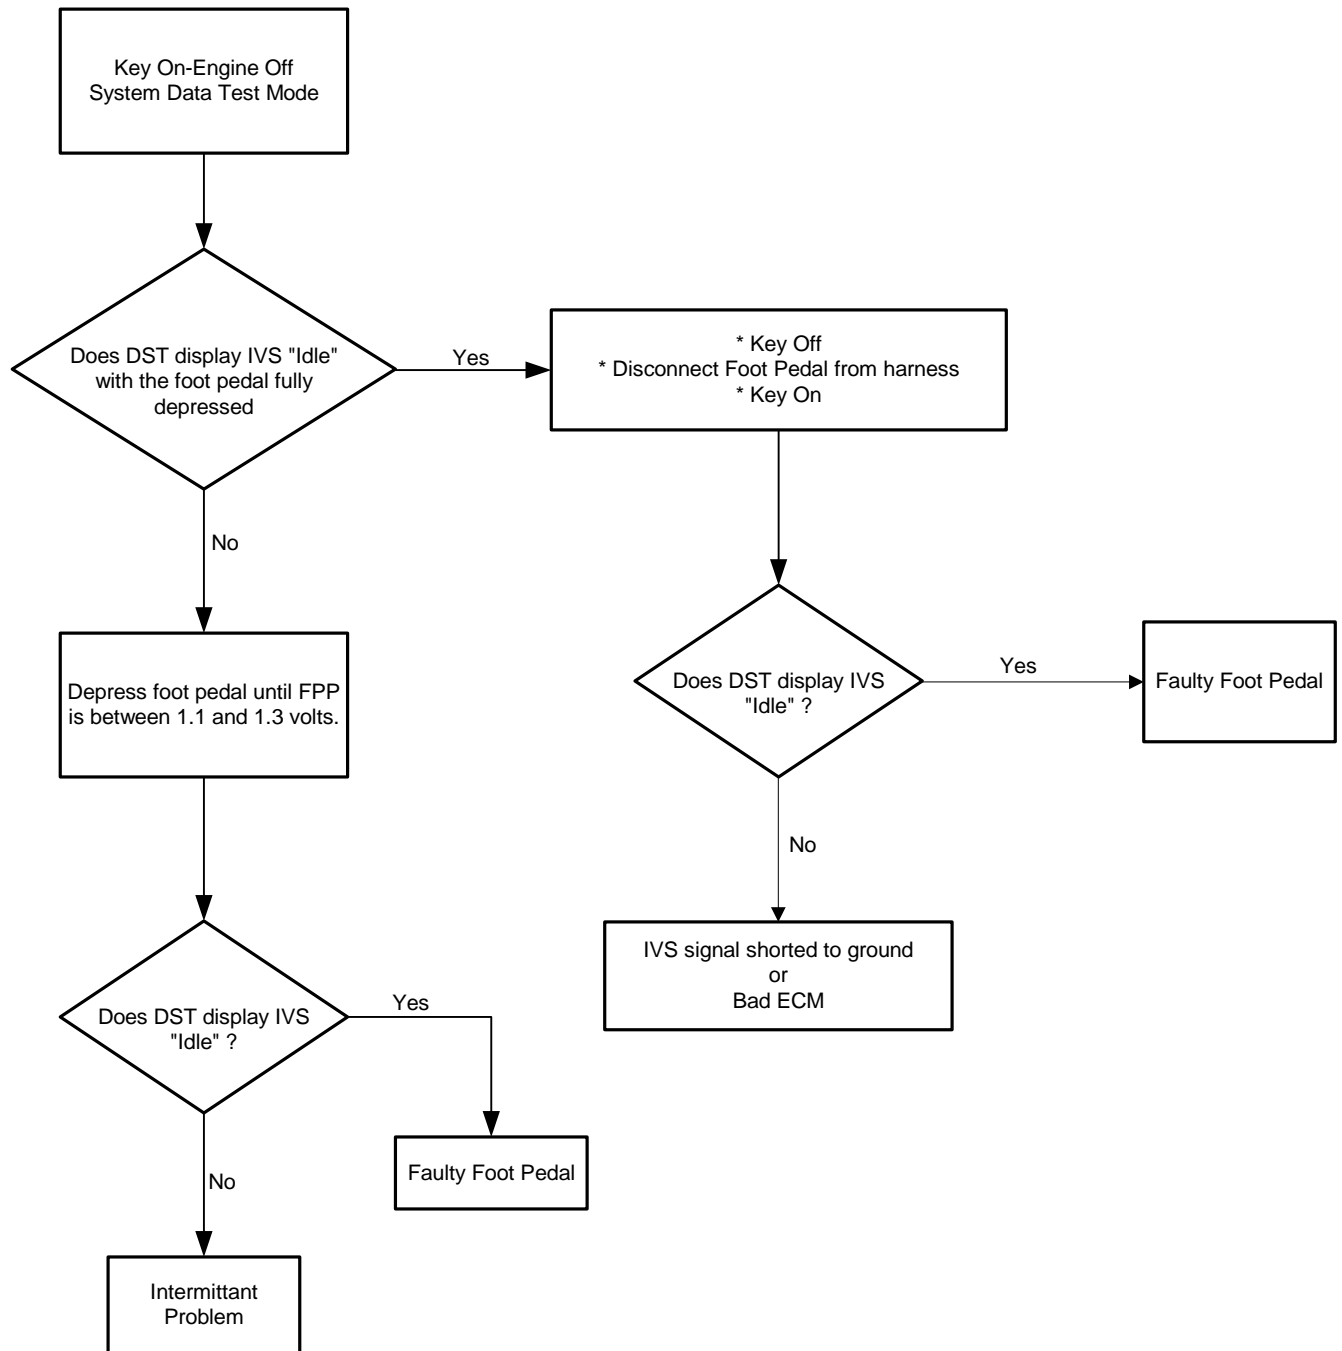 Key On-Engine Off
System Data Test Mode
Does DST display IVS "Idle"
with the foot pedal fully
depressed
Yes
* Key Off
* Disconnect Foot Pedal from harness
* Key On
No
Depress foot pedal until FPP
is between 1.1 and 1.3 volts.
Does DST display IVS
"Idle" ?
Yes
Faulty Foot Pedal
No
IVS signal shorted to ground
or
Bad ECM
Does DST display IVS
"Idle" ?
Yes
Faulty Foot Pedal
No
Intermittant
Problem